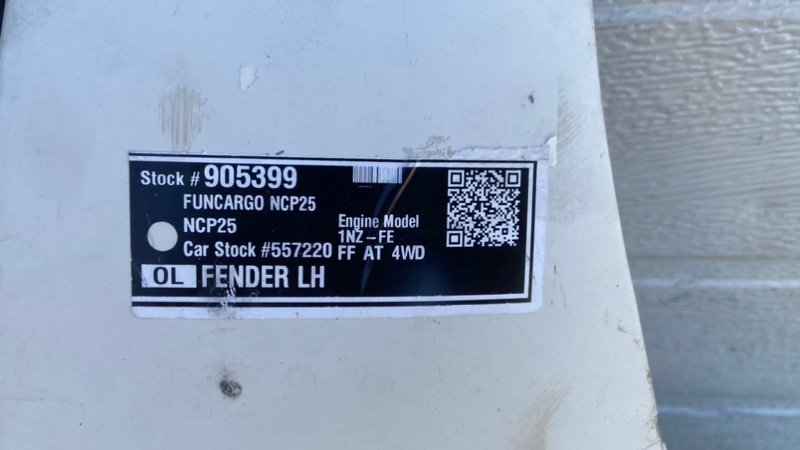 Stock # 905399
FUNCARGO NCP25
NCP25
Engine Model
1NZ-FE
Car Stock #557220 FF AT 4WD
OL FENDER LH